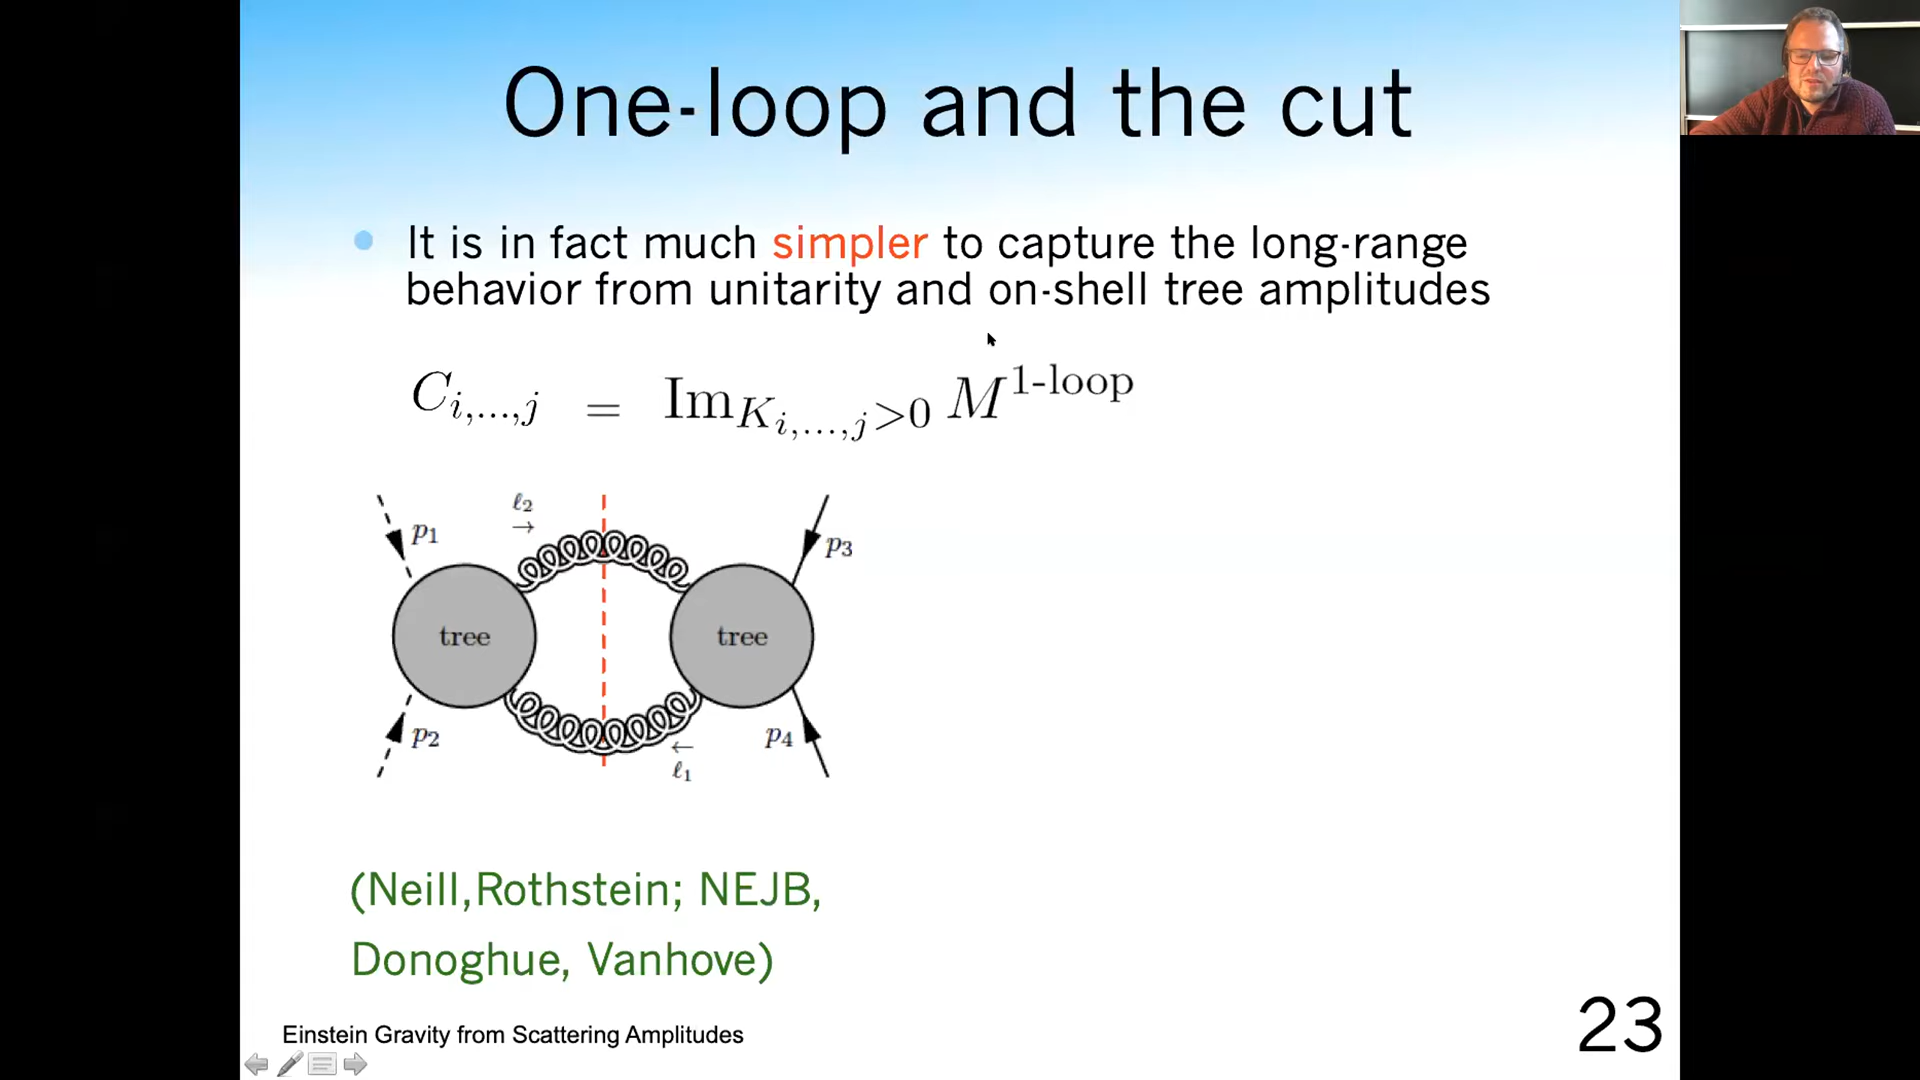 One-loop and the cut
It is in fact much simpler to capture the long-range
behavior from unitarity and on-shell tree amplitudes
C_{i,...,j} = Im_{K_{i,...,j}>0} M^{1-loop}
ℓ2
→
p1
p3
tree
tree
p2
p4
←
ℓ1
(Neill,Rothstein; NEJB,
Donoghue, Vanhove)
Einstein Gravity from Scattering Amplitudes
23